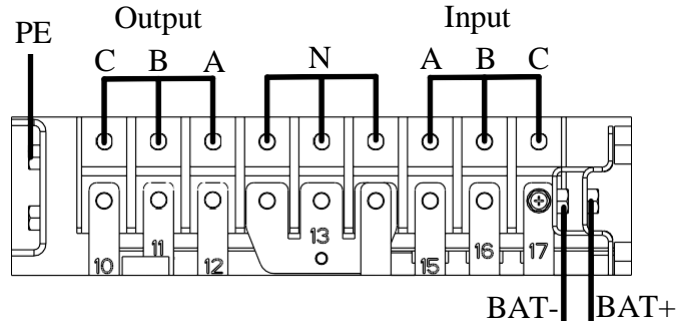 Output Input
PE
C B A N A B C
13
10 11 12 15 16 17
BAT- BAT+